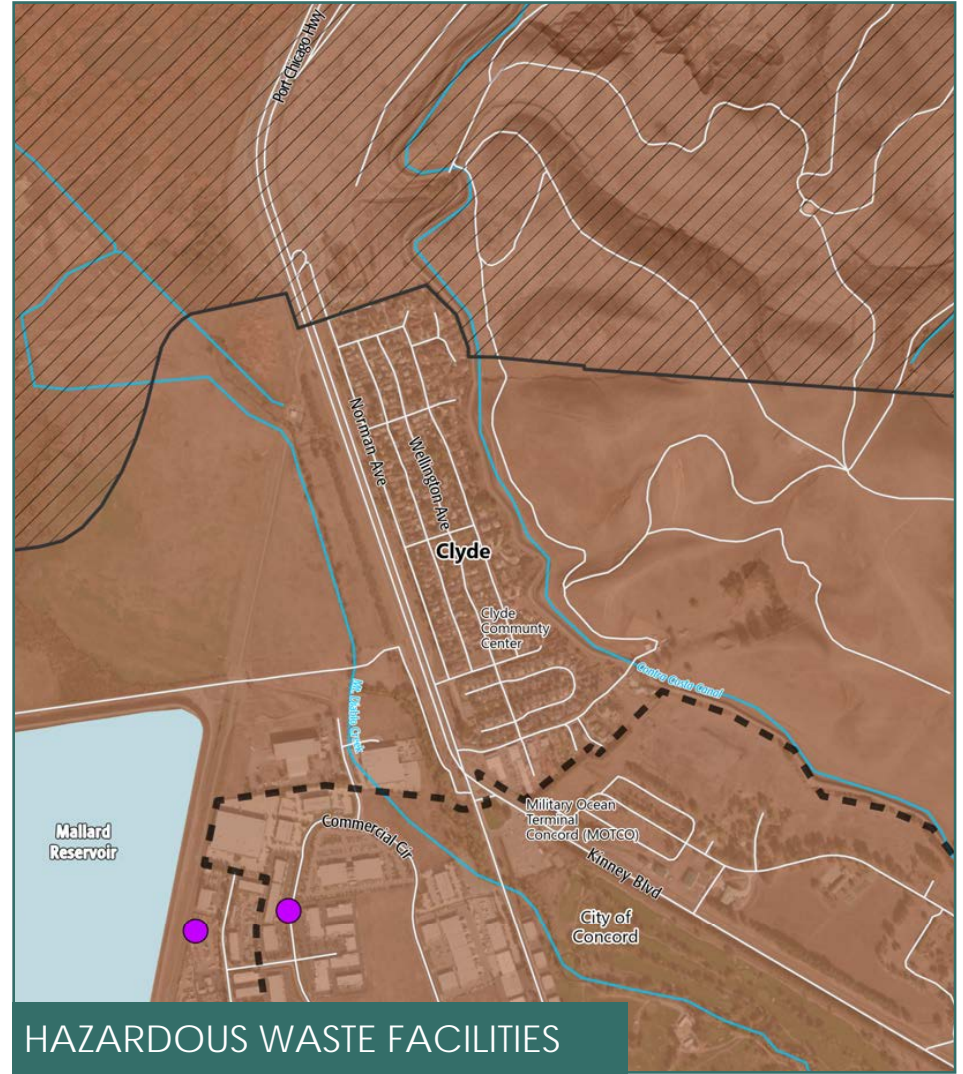 Port Chicago Hwy
Norman Ave
Wellington Ave
Clyde
Clyde
Communty
Center
Contra Costa Canal
Mt. Diablo Creek
Mallard
Reservoir
Commercial Cir
Military Ocean
Terminal
Concord (MOTCO)
Kinney Blvd
City of
Concord
HAZARDOUS WASTE FACILITIES